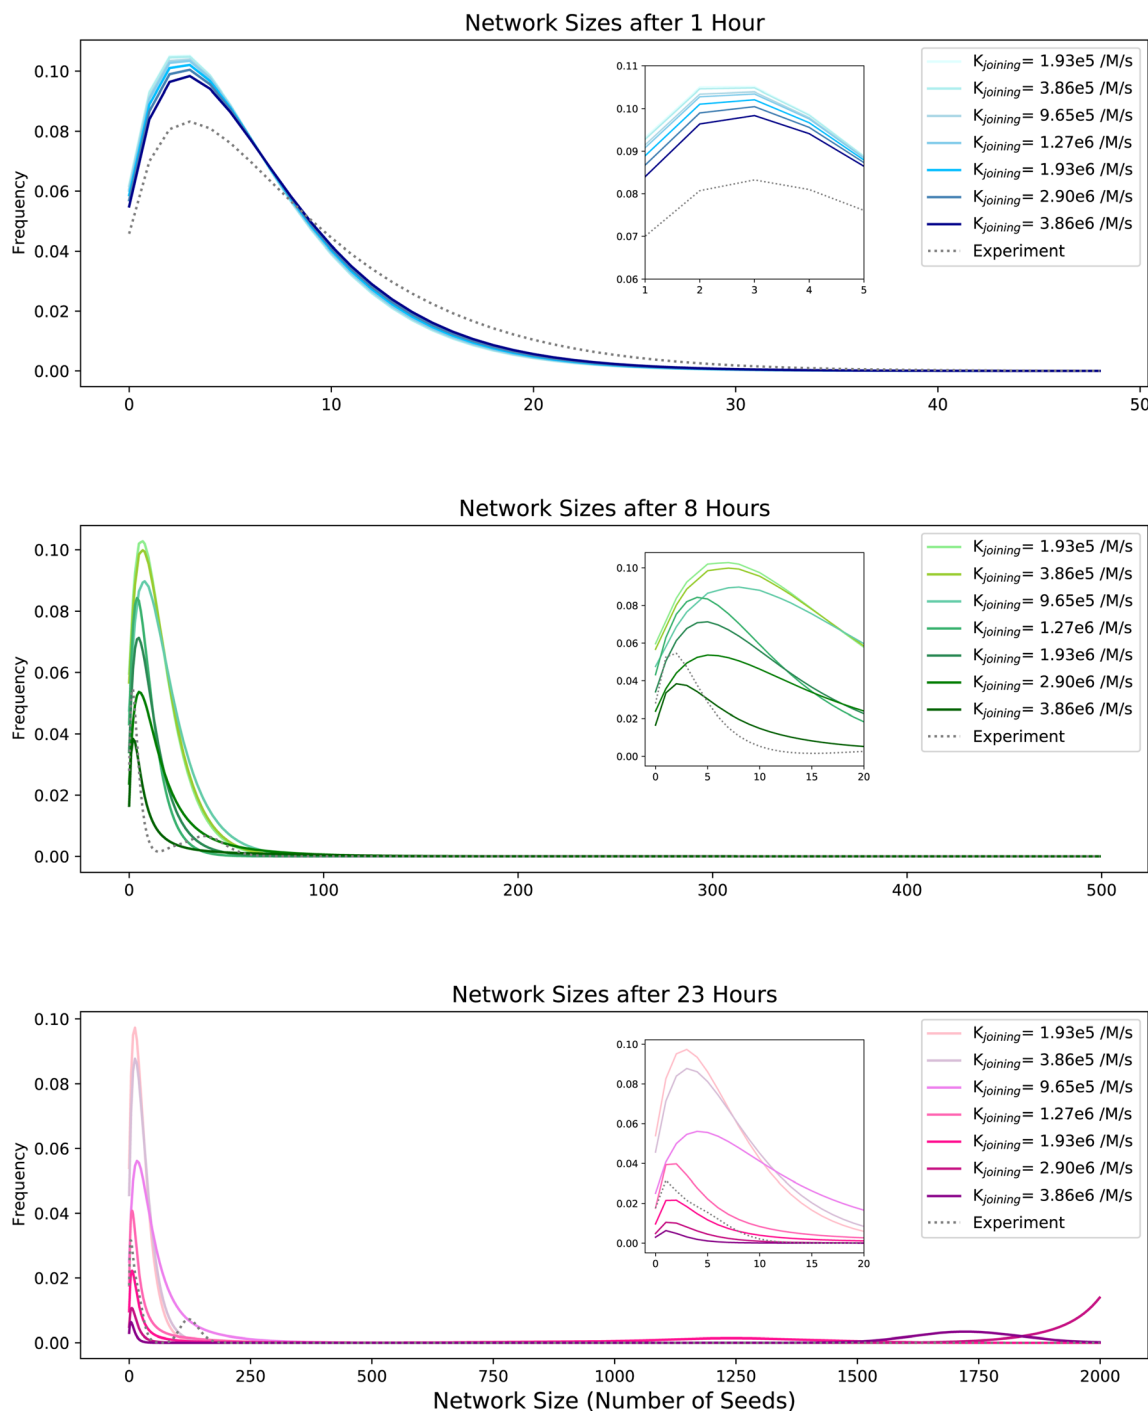 Network Sizes after 1 Hour
Frequency
0.10
0.08
0.06
0.04
0.02
0.00
0 10 20 30 40 50
0.11
0.10
0.09
0.08
0.07
0.06
1 2 3 4 5
Kjoining= 1.93e5 /M/s
Kjoining= 3.86e5 /M/s
Kjoining= 9.65e5 /M/s
Kjoining= 1.27e6 /M/s
Kjoining= 1.93e6 /M/s
Kjoining= 2.90e6 /M/s
Kjoining= 3.86e6 /M/s
Experiment
Network Sizes after 8 Hours
Frequency
0.10
0.08
0.06
0.04
0.02
0.00
0 100 200 300 400 500
0.10
0.08
0.06
0.04
0.02
0.00
0 5 10 15 20
Kjoining= 1.93e5 /M/s
Kjoining= 3.86e5 /M/s
Kjoining= 9.65e5 /M/s
Kjoining= 1.27e6 /M/s
Kjoining= 1.93e6 /M/s
Kjoining= 2.90e6 /M/s
Kjoining= 3.86e6 /M/s
Experiment
Network Sizes after 23 Hours
Frequency
0.10
0.08
0.06
0.04
0.02
0.00
0 250 500 750 1000 1250 1500 1750 2000
0.10
0.08
0.06
0.04
0.02
0.00
0 5 10 15 20
Kjoining= 1.93e5 /M/s
Kjoining= 3.86e5 /M/s
Kjoining= 9.65e5 /M/s
Kjoining= 1.27e6 /M/s
Kjoining= 1.93e6 /M/s
Kjoining= 2.90e6 /M/s
Kjoining= 3.86e6 /M/s
Experiment
Network Size (Number of Seeds)